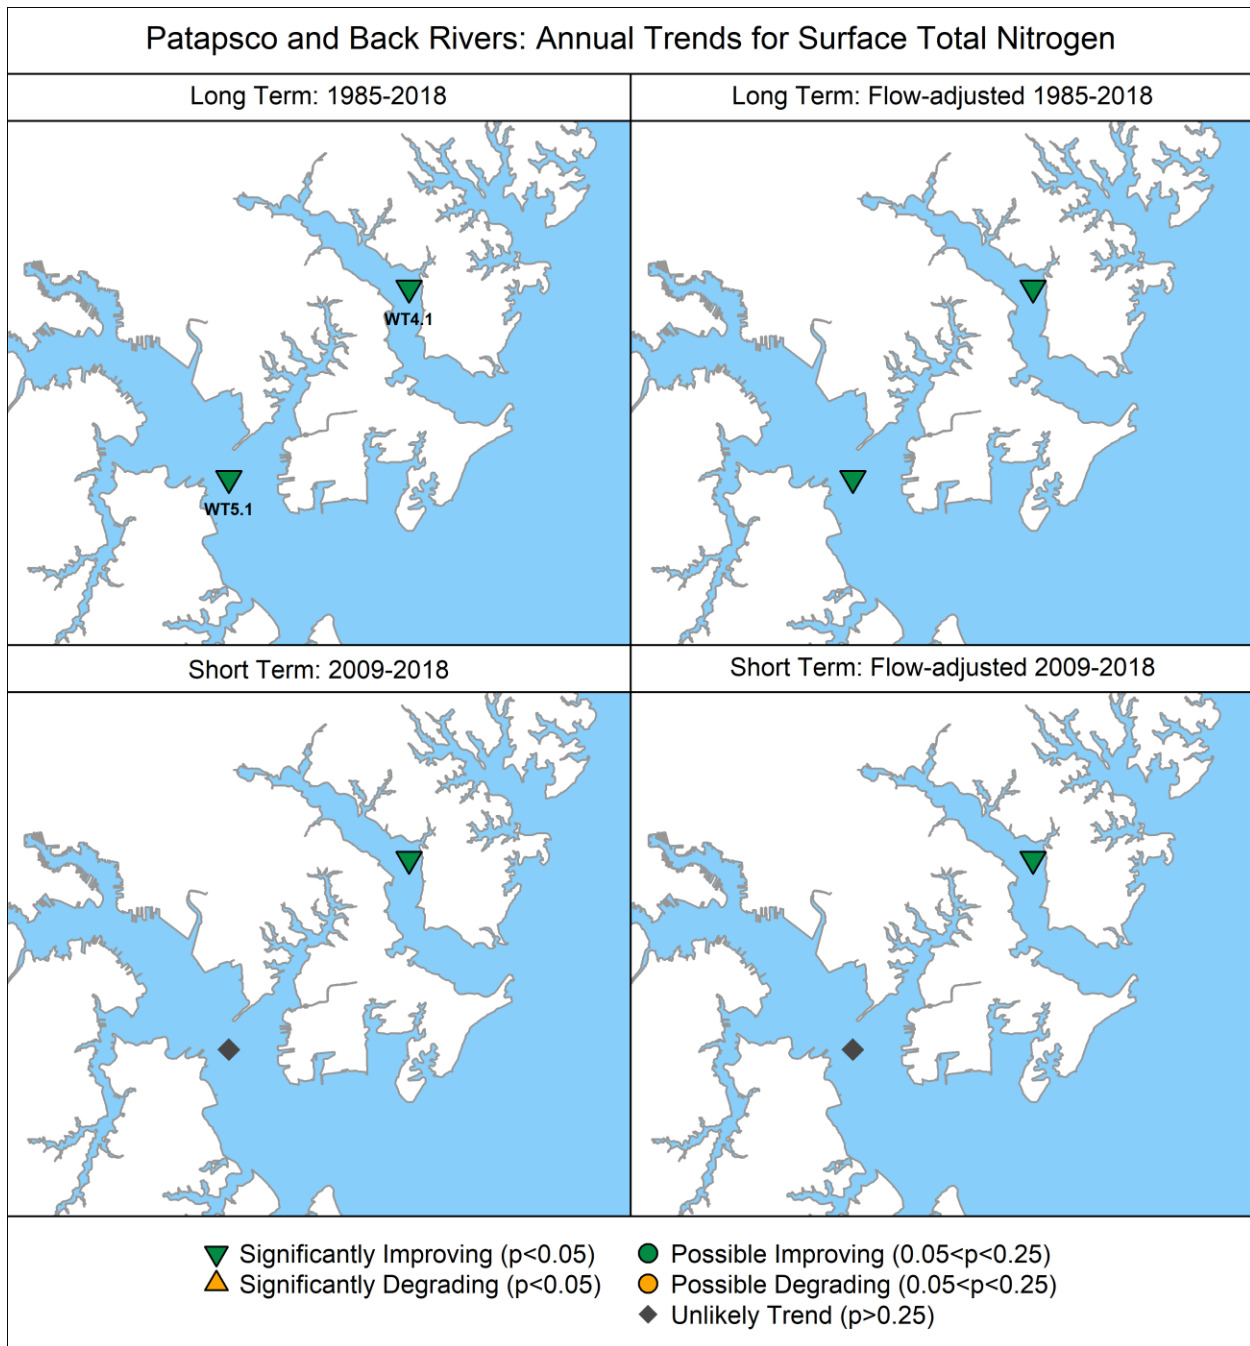 Patapsco and Back Rivers: Annual Trends for Surface Total Nitrogen
Long Term: 1985-2018
Long Term: Flow-adjusted 1985-2018
WT4.1
WT5.1
Short Term: 2009-2018
Short Term: Flow-adjusted 2009-2018
Significantly Improving (p<0.05)
Significantly Degrading (p<0.05)
Possible Improving (0.05<p<0.25)
Possible Degrading (0.05<p<0.25)
Unlikely Trend (p>0.25)